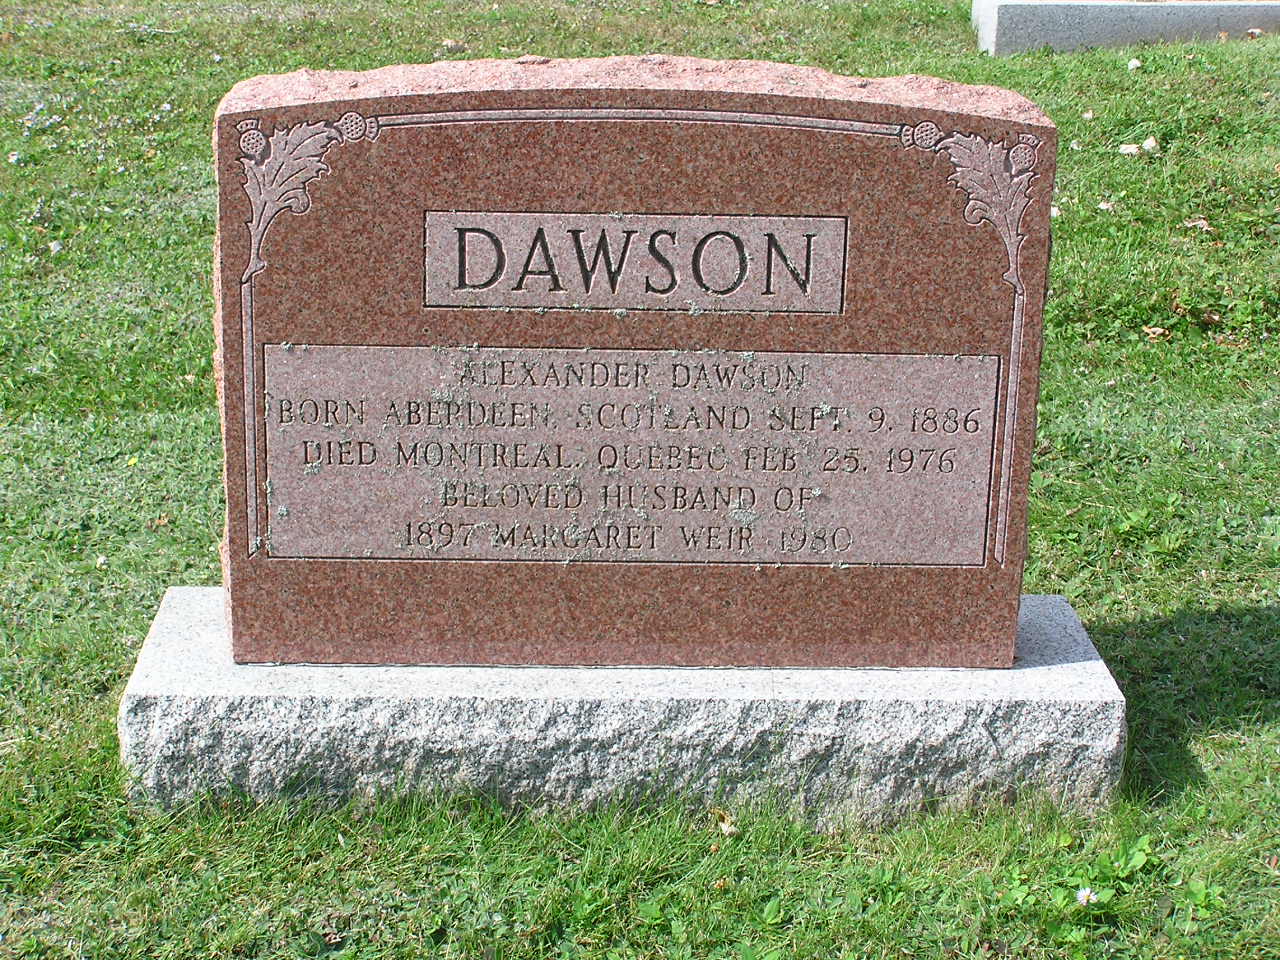 DAWSON
ALEXANDER DAWSON
BORN ABERDEEN, SCOTLAND SEPT. 9, 1886
DIED MONTREAL, QUEBEC FEB. 25, 1976
BELOVED HUSBAND OF
1897 MARGARET WEIR 1980